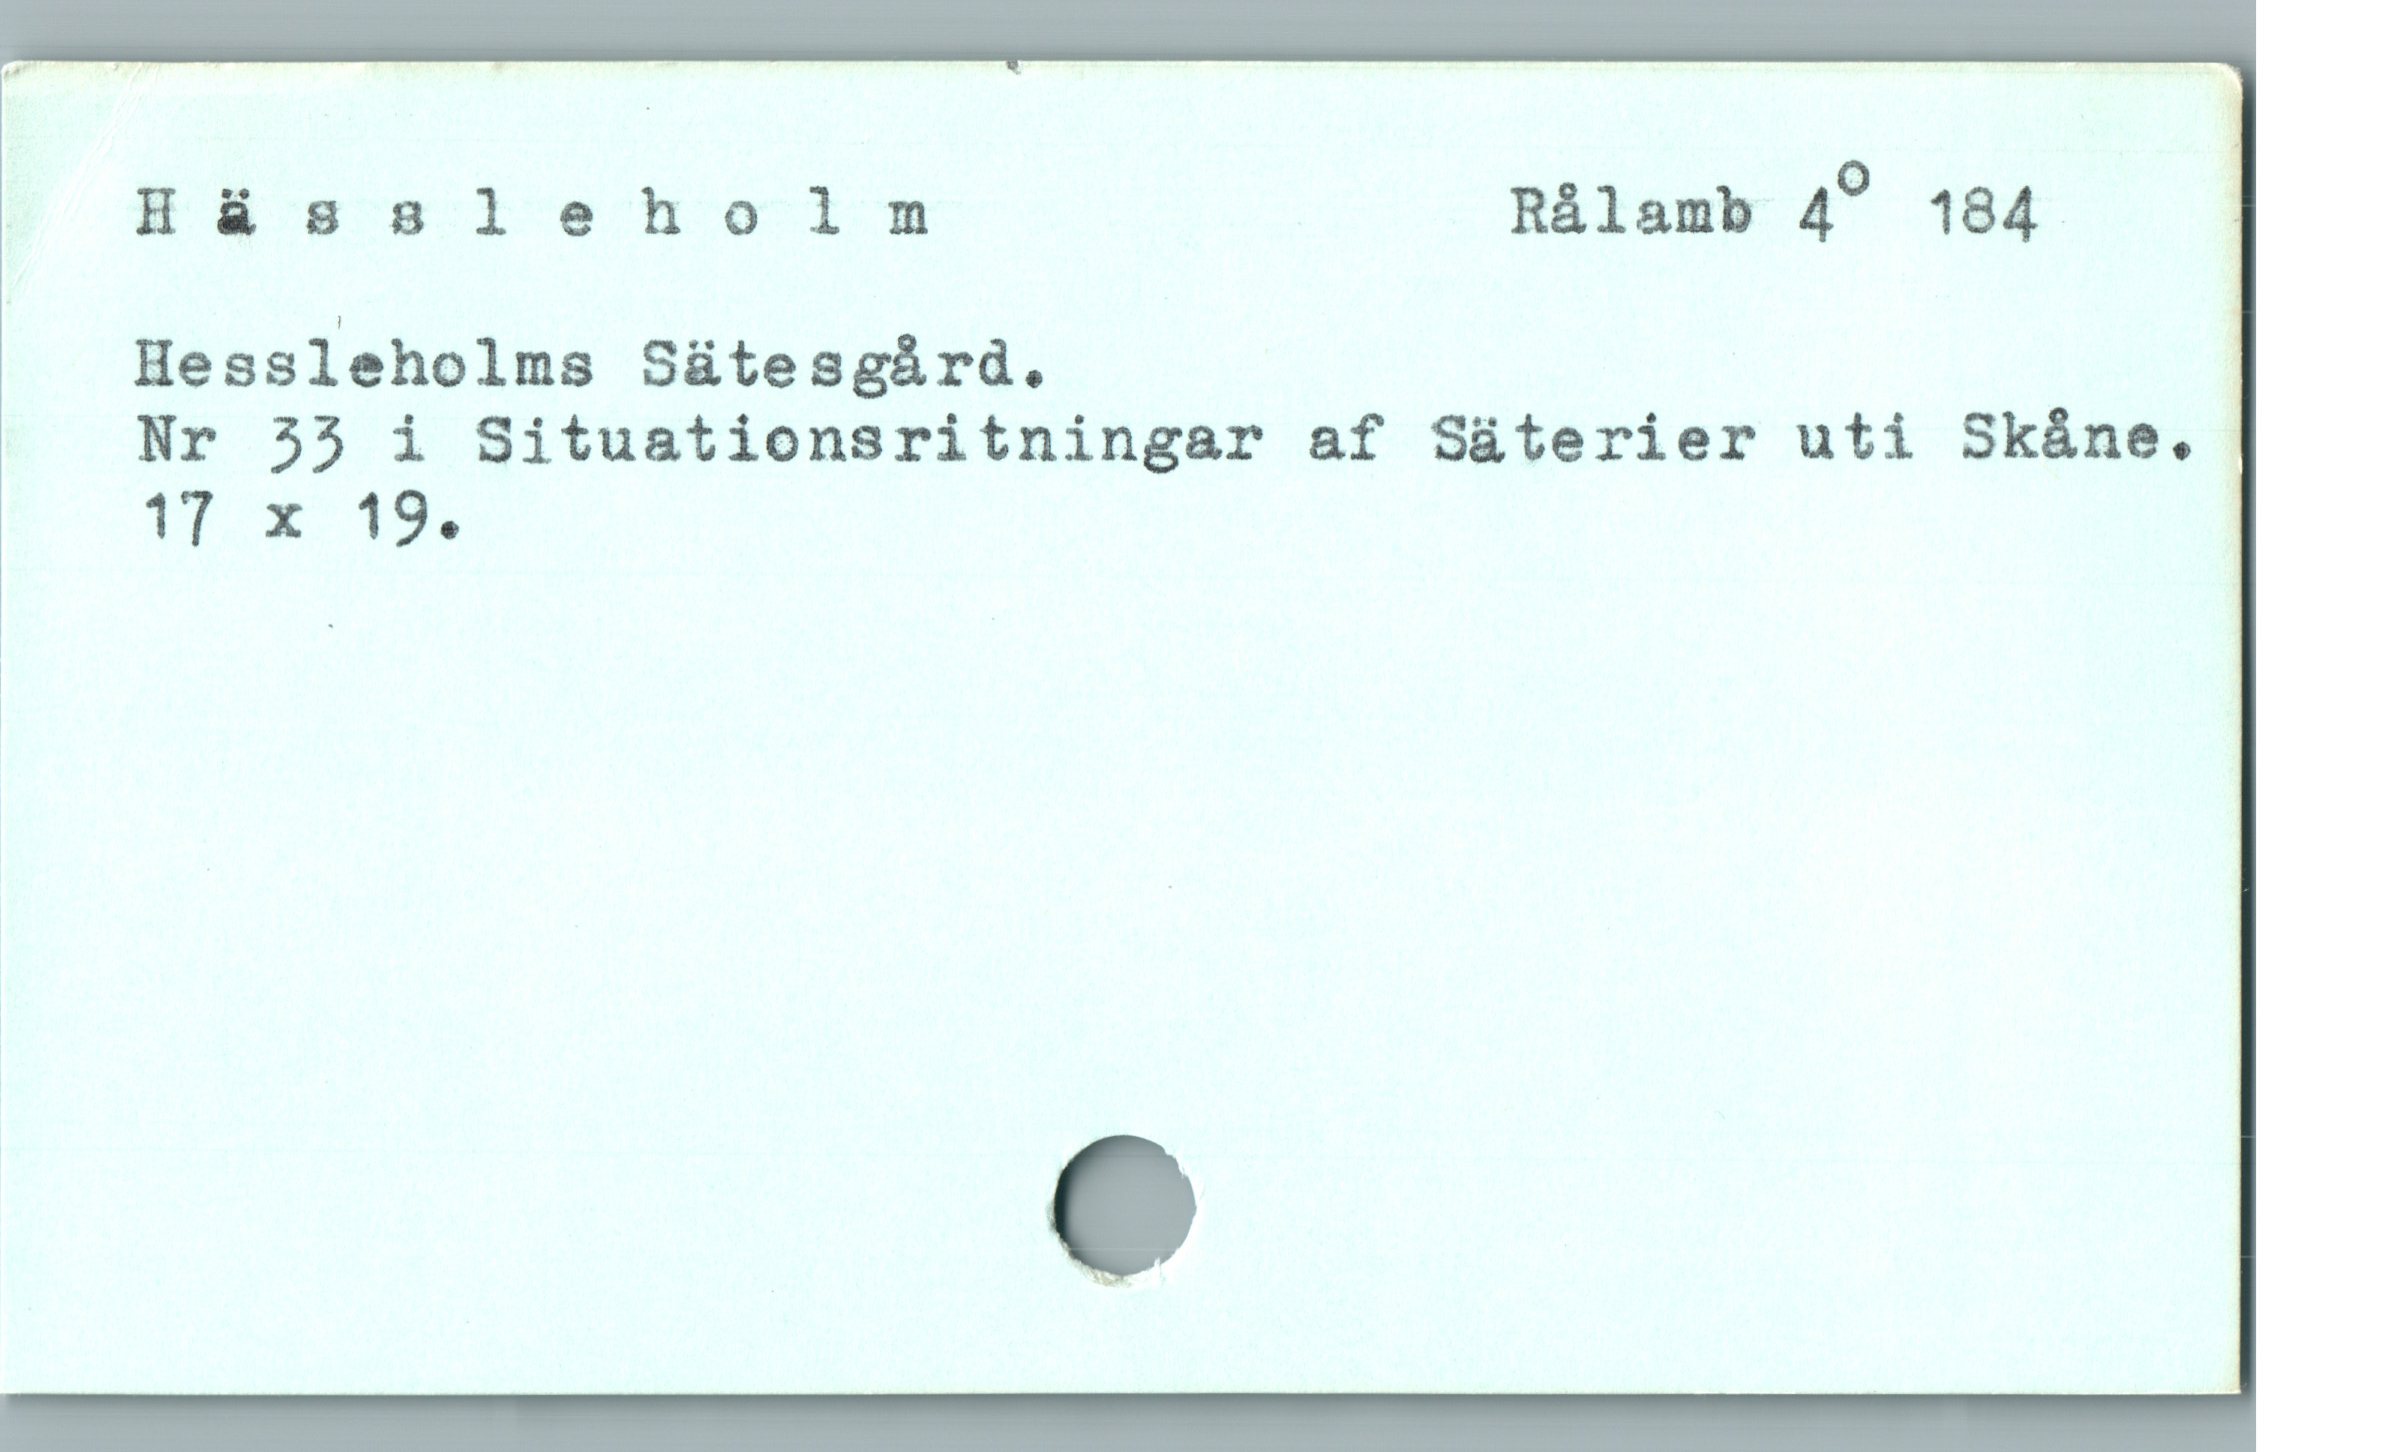 H ä s s l e h o l m Rålamb 4° 184
Hessleholms Sätesgård.
Nr 33 i Situationsritningar af Säterier uti Skåne.
17 x 19.